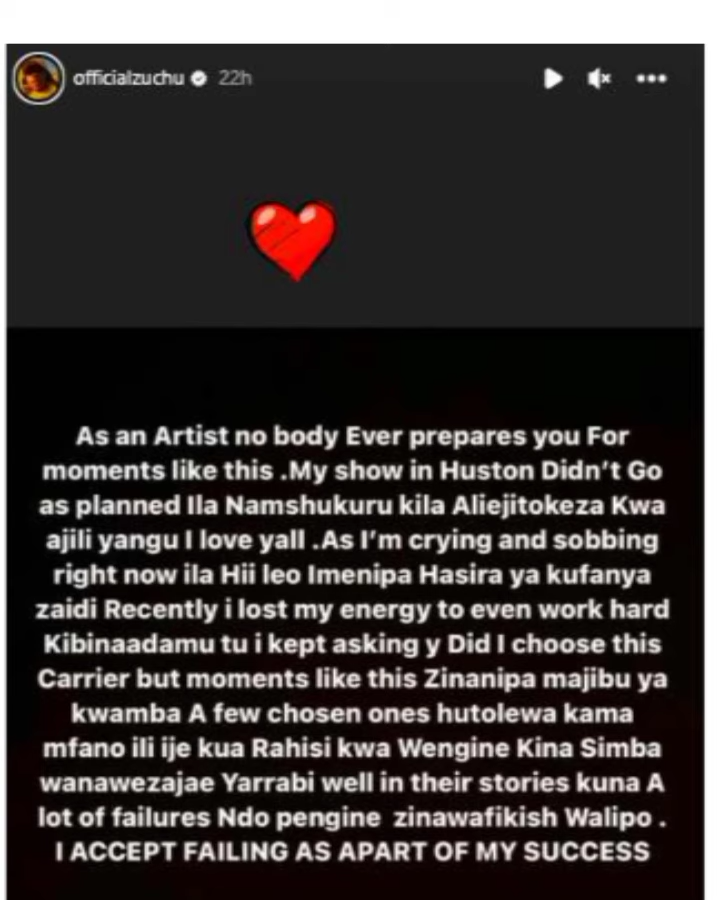 officialzuchu 22h
As an Artist no body Ever prepares you For
moments like this .My show in Huston Didn't Go
as planned Ila Namshukuru kila Aliejitokeza Kwa
ajili yangu I love yall .As I'm crying and sobbing
right now ila Hii leo Imenipa Hasira ya kufanya
zaidi Recently i lost my energy to even work hard
Kibinaadamu tu i kept asking y Did I choose this
Carrier but moments like this Zinanipa majibu ya
kwamba A few chosen ones hutolewa kama
mfano ili ije kua Rahisi kwa Wengine Kina Simba
wanawezajae Yarrabi well in their stories kuna A
lot of failures Ndo pengine zinawafikish Walipo .
I ACCEPT FAILING AS APART OF MY SUCCESS